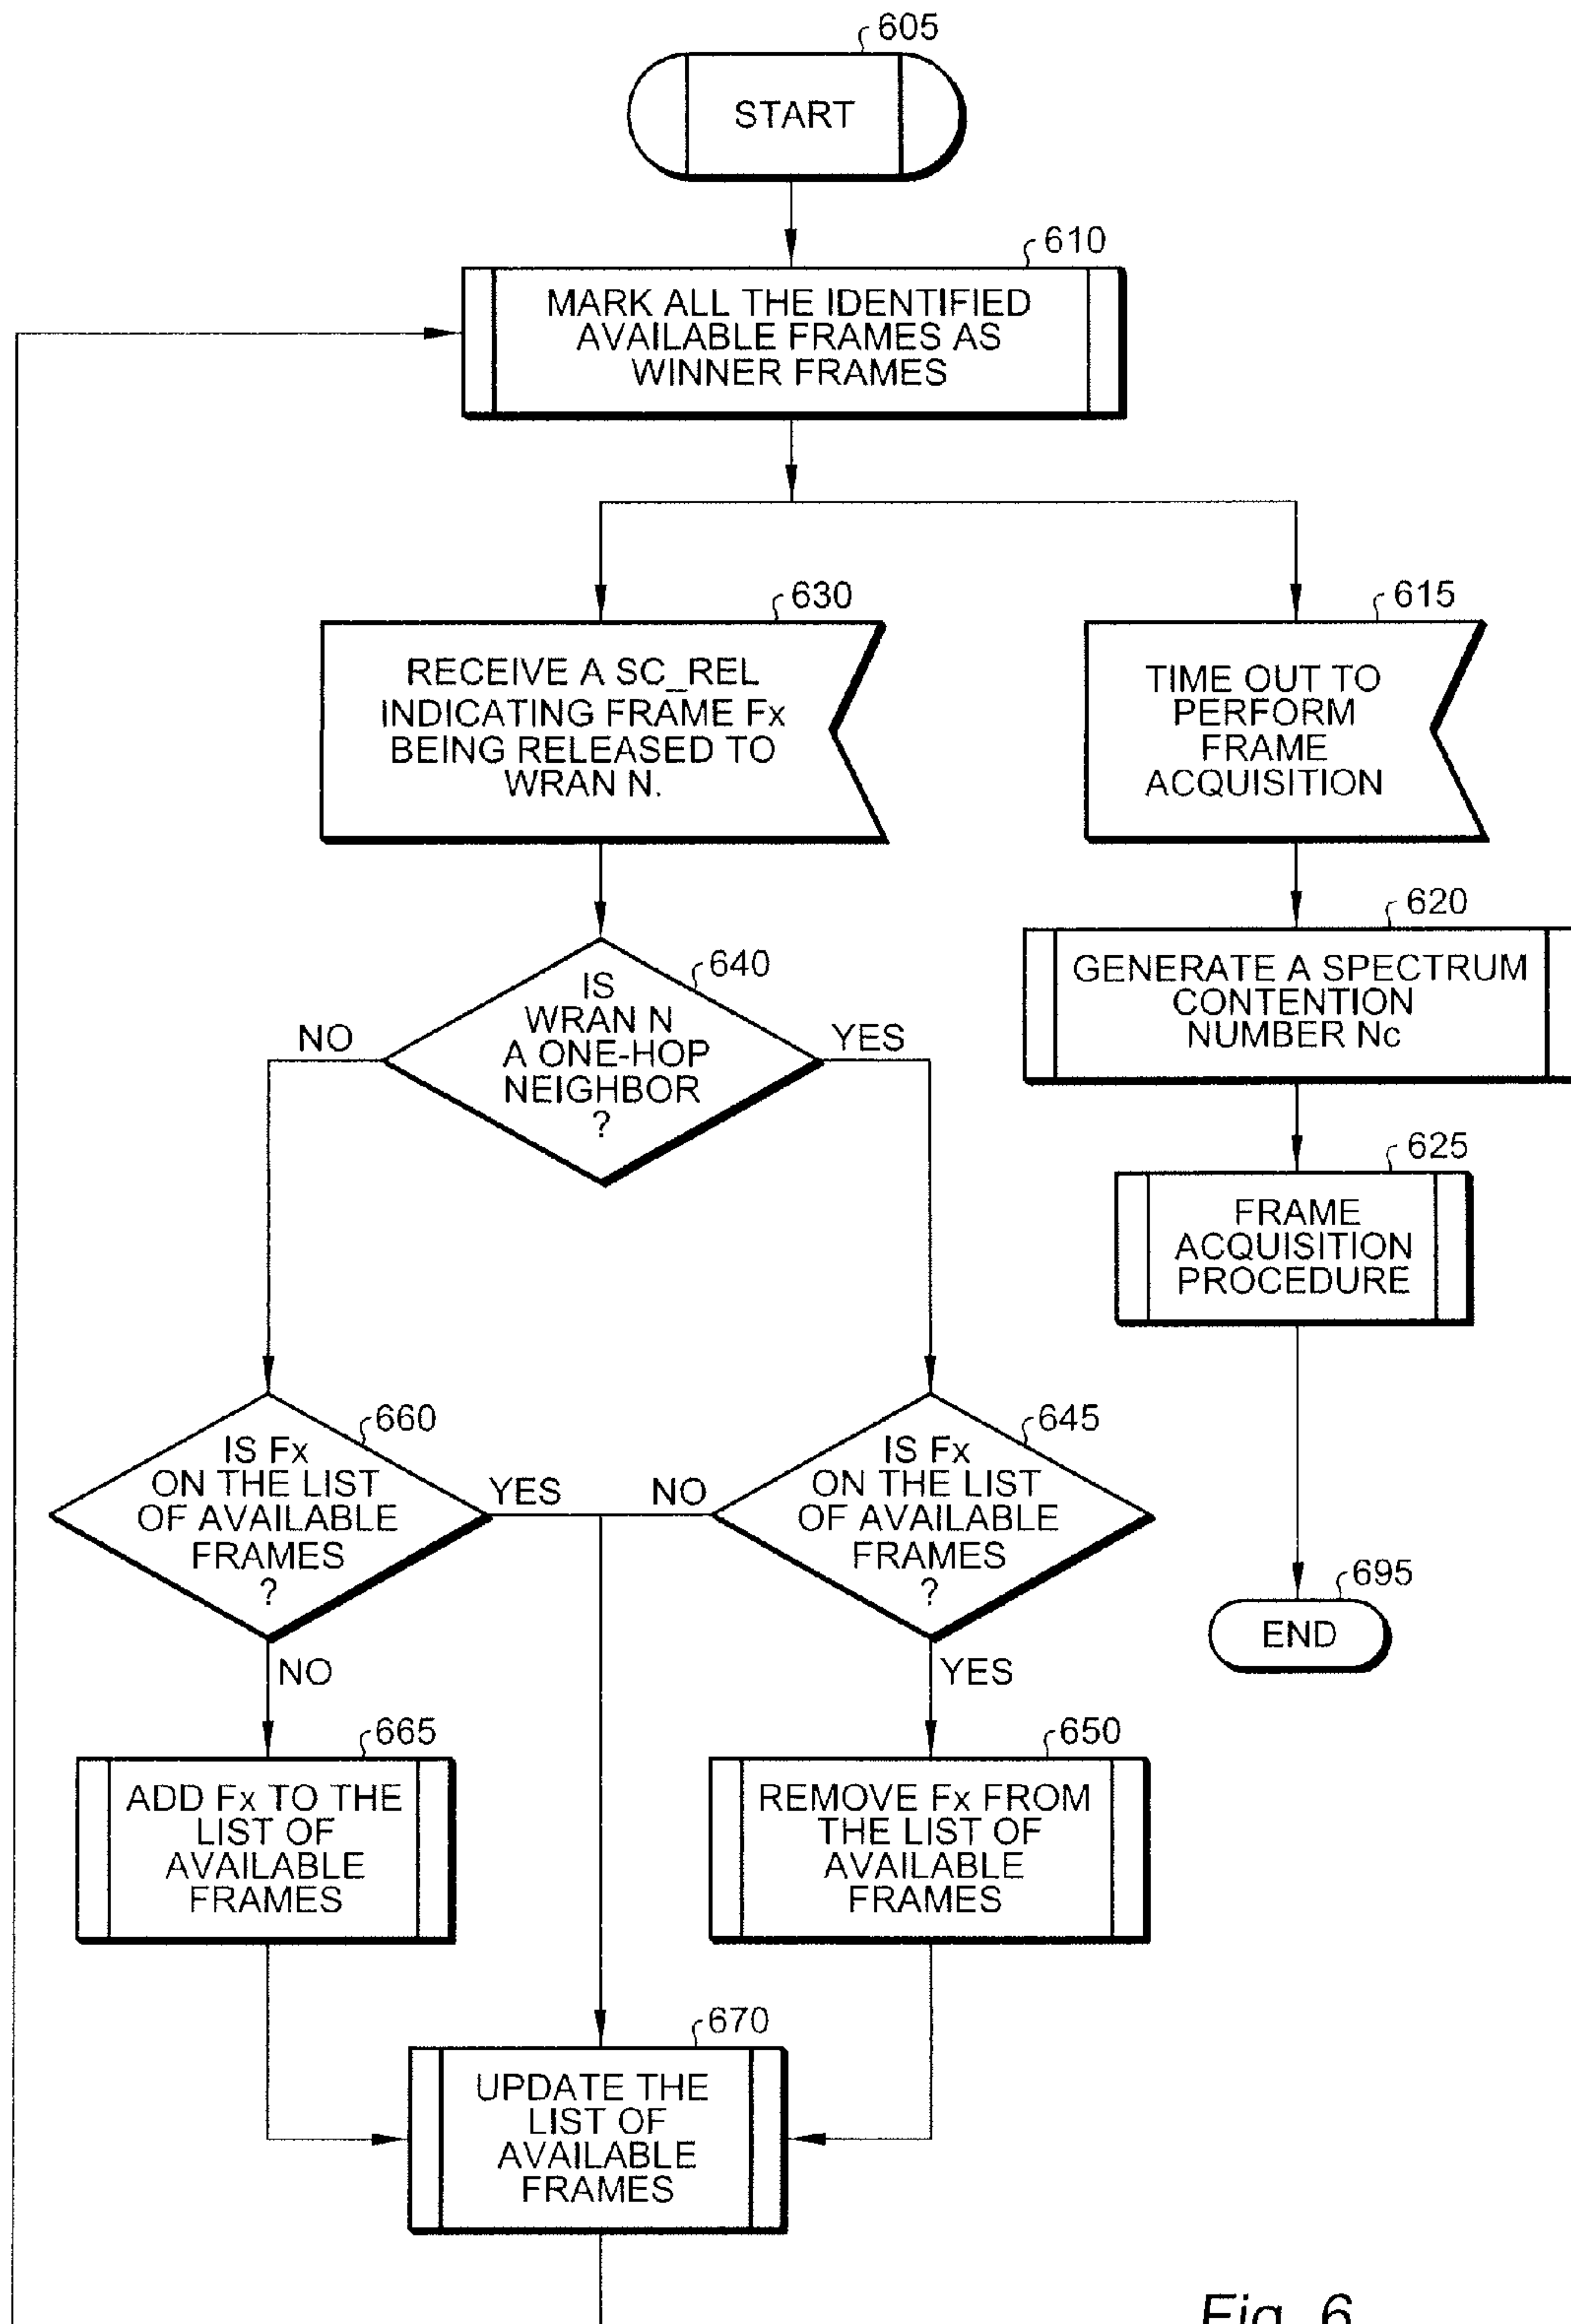 605
START
610
MARK ALL THE IDENTIFIED
AVAILABLE FRAMES AS
WINNER FRAMES
630
RECEIVE A SC_REL
INDICATING FRAME Fx
BEING RELEASED TO
WRAN N.
615
TIME OUT TO
PERFORM
FRAME
ACQUISITION
620
GENERATE A SPECTRUM
CONTENTION
NUMBER Nc
640
IS
WRAN N
A ONE-HOP
NEIGHBOR
?
NO
YES
625
FRAME
ACQUISITION
PROCEDURE
660
IS Fx
ON THE LIST
OF AVAILABLE
FRAMES
?
YES
NO
645
IS Fx
ON THE LIST
OF AVAILABLE
FRAMES
?
NO
YES
695
END
665
ADD Fx TO THE
LIST OF
AVAILABLE
FRAMES
650
REMOVE Fx FROM
THE LIST OF
AVAILABLE
FRAMES
670
UPDATE THE
LIST OF
AVAILABLE
FRAMES
Fig. 6